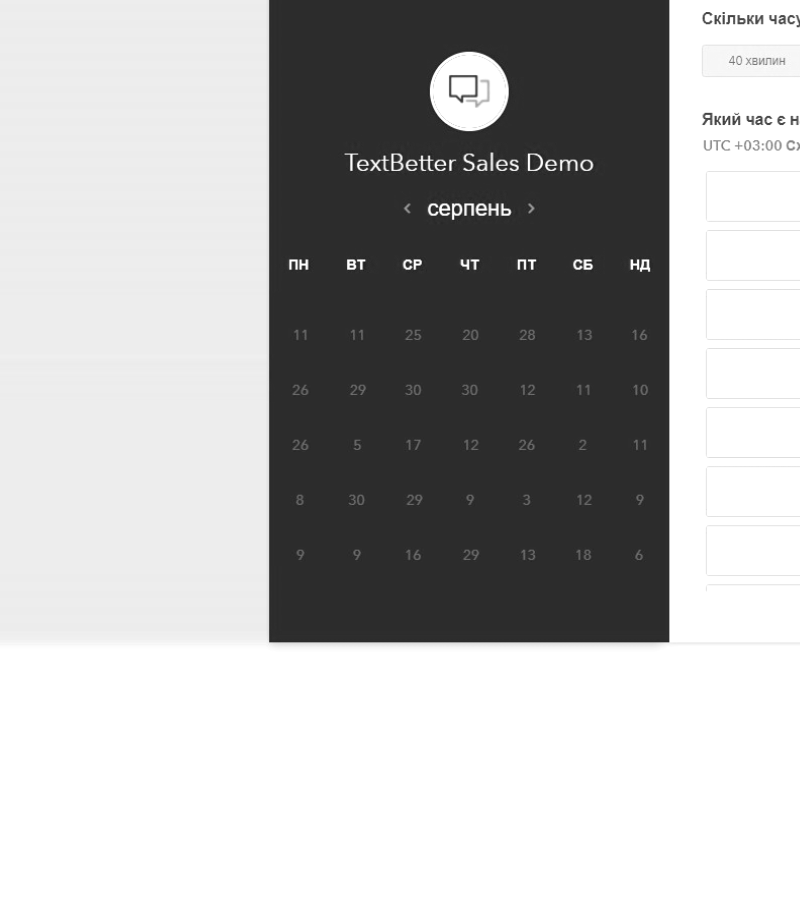 TextBetter Sales Demo
серпень
ПН ВТ СР ЧТ ПТ СБ НД
11 11 25 20 28 13 16
26 29 30 30 12 11 10
26 5 17 12 26 2 11
8 30 29 9 3 12 9
9 9 16 29 13 18 6
Скільки часу
40 хвилин
Який час є
UTC +03:00